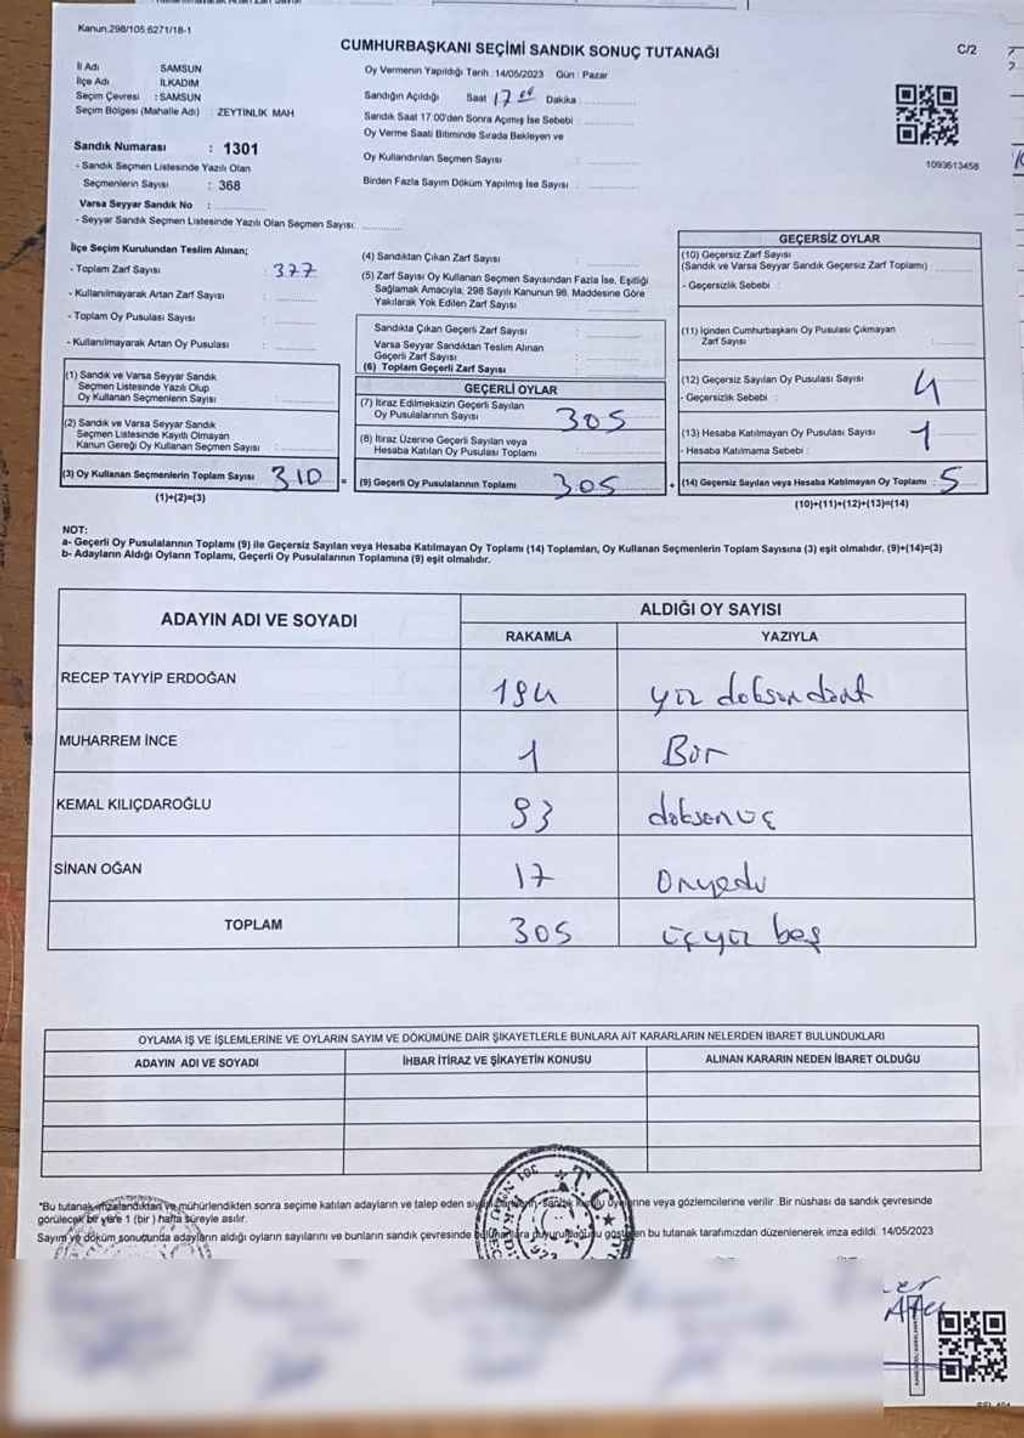 Kanun:298/105 6271/18-1
CUMHURBAŞKANI SEÇİMİ SANDIK SONUÇ TUTANAĞI
C/2
İl Adı SAMSUN
İlçe Adı İLKADIM
Seçim Çevresi : SAMSUN
Seçim Bölgesi (Mahalle Adı) : ZEYTİNLİK MAH
Sandık Numarası : 1301
- Sandık Seçmen Listesinde Yazılı Olan
Seçmenlerin Sayısı : 368
Varsa Seyyar Sandık No :
- Seyyar Sandık Seçmen Listesinde Yazılı Olan Seçmen Sayısı:
Oy Vermenin Yapıldığı Tarih : 14/05/2023 Gün : Pazar
Sandığın Açıldığı Saat 17 Dakika :
Sandık Saat 17:00'den Sonra Açımış İse Sebebi :
Oy Verme Saati Bitiminde Sırada Bekleyen ve
Oy Kullandırılan Seçmen Sayısı :
Birden Fazla Sayım Döküm Yapılmış İse Sayısı :
1093613458
İlçe Seçim Kurulundan Teslim Alınan;
- Toplam Zarf Sayısı : 377
- Kullanılmayarak Artan Zarf Sayısı :
- Toplam Oy Pusulası Sayısı :
- Kullanılmayarak Artan Oy Pusulası :
(1) Sandık ve Varsa Seyyar Sandık
Seçmen Listesinde Yazılı Olup
Oy Kullanan Seçmenlerin Sayısı :
(2) Sandık ve Varsa Seyyar Sandık
Seçmen Listesinde Kayıtlı Olmayan
Kanun Gereği Oy Kullanan Seçmen Sayısı :
(3) Oy Kullanan Seçmenlerin Toplam Sayısı 310 =
(1)+(2)=(3)
(4) Sandıktan Çıkan Zarf Sayısı :
(5) Zarf Sayısı Oy Kullanan Seçmen Sayısından Fazla İse, Eşitliği
Sağlamak Amacıyla, 298 Sayılı Kanunun 98. Maddesine Göre
Yakılarak Yok Edilen Zarf Sayısı :
Sandıkta Çıkan Geçerli Zarf Sayısı :
Varsa Seyyar Sandıktan Teslim Alınan
Geçerli Zarf Sayısı :
(6) Toplam Geçerli Zarf Sayısı :
GEÇERLİ OYLAR
(7) İtiraz Edilmeksizin Geçerli Sayılan
Oy Pusulalarının Sayısı 305
(8) İtiraz Üzerine Geçerli Sayılan veya
Hesaba Katılan Oy Pusulası Toplamı
(9) Geçerli Oy Pusulalarının Toplamı 305 +
GEÇERSİZ OYLAR
(10) Geçersiz Zarf Sayısı
(Sandık ve Varsa Seyyar Sandık Geçersiz Zarf Toplamı) :
- Geçersizlik Sebebi :
(11) İçinden Cumhurbaşkanı Oy Pusulası Çıkmayan
Zarf Sayısı :
(12) Geçersiz Sayılan Oy Pusulası Sayısı 4
- Geçersizlik Sebebi :
(13) Hesaba Katılmayan Oy Pusulası Sayısı 1
- Hesaba Katılmama Sebebi :
(14) Geçersiz Sayılan veya Hesaba Katılmayan Oy Toplamı : 5
(10)+(11)+(12)+(13)=(14)
NOT:
a- Geçerli Oy Pusulalarının Toplamı (9) ile Geçersiz Sayılan veya Hesaba Katılmayan Oy Toplamı (14) Toplamları, Oy Kullanan Seçmenlerin Toplam Sayısına (3) eşit olmalıdır. (9)+(14)=(3)
b- Adayların Aldığı Oyların Toplamı, Geçerli Oy Pusulalarının Toplamına (9) eşit olmalıdır.
ADAYIN ADI VE SOYADI ALDIĞI OY SAYISI
RAKAMLA YAZIYLA
RECEP TAYYİP ERDOĞAN 194 yüz doksandört
MUHARREM İNCE 1 Bir
KEMAL KILIÇDAROĞLU 93 doksanüç
SİNAN OĞAN 17 Onyedi
TOPLAM 305 üçyüz beş
OYLAMA İŞ VE İŞLEMLERİNE VE OYLARIN SAYIM VE DÖKÜMÜNE DAİR ŞİKAYETLERLE BUNLARA AİT KARARLARIN NELERDEN İBARET BULUNDUKLARI
ADAYIN ADI VE SOYADI İHBAR İTİRAZ VE ŞİKAYETİN KONUSU ALINAN KARARIN NEDEN İBARET OLDUĞU
"Bu tutanak imzalandıktan ve mühürlendikten sonra seçime katılan adayların ve talep eden sandık kurulu üyelerine veya gözlemcilerine verilir. Bir nüshası da sandık çevresinde
görülecek bir yere 1 (bir) hafta süreyle asılır.
Sayım ve döküm sonucunda adayların aldığı oyların sayılarını ve bunların sandık çevresinde bu tutanak tarafımızdan düzenlenerek imza edildi. 14/05/2023